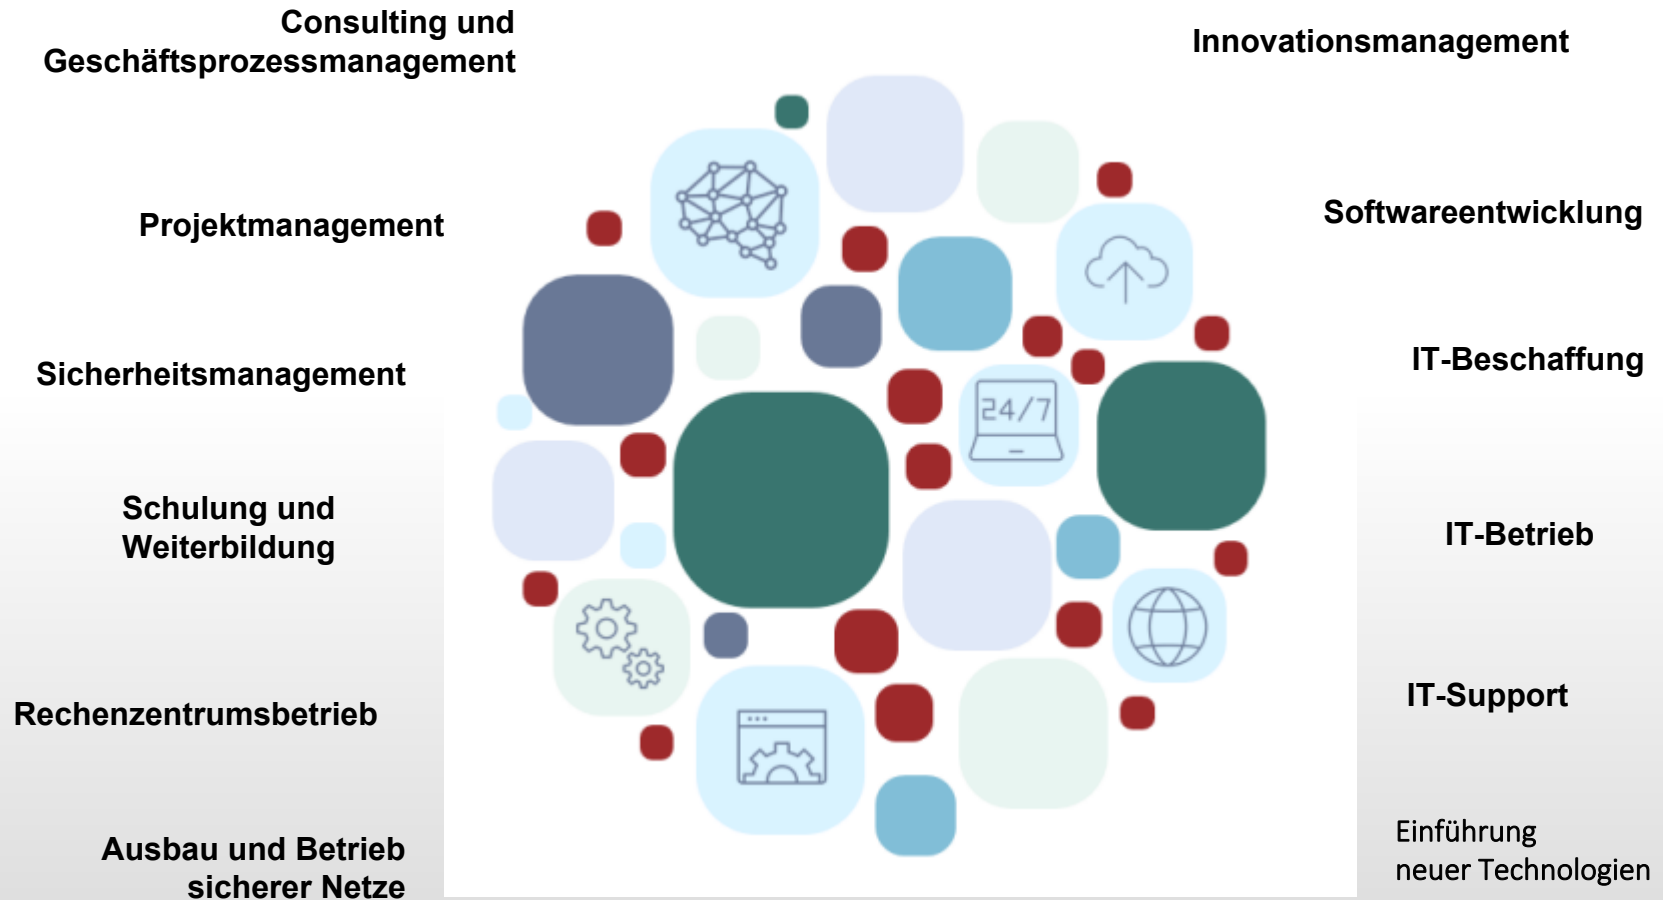 Consulting und
Geschäftsprozessmanagement
Projektmanagement
Sicherheitsmanagement
Schulung und
Weiterbildung
Rechenzentrumsbetrieb
Ausbau und Betrieb
sicherer Netze
24/7
Innovationsmanagement
Softwareentwicklung
IT-Beschaffung
IT-Betrieb
IT-Support
Einführung
neuer Technologien